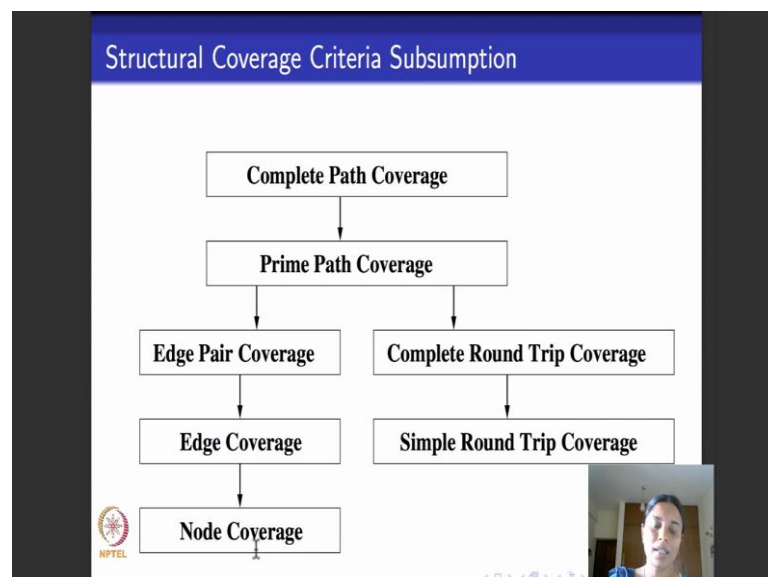 Structural Coverage Criteria Subsumption
Complete Path Coverage
Prime Path Coverage
Edge Pair Coverage
Complete Round Trip Coverage
Edge Coverage
Simple Round Trip Coverage
Node Coverage
NPTEL